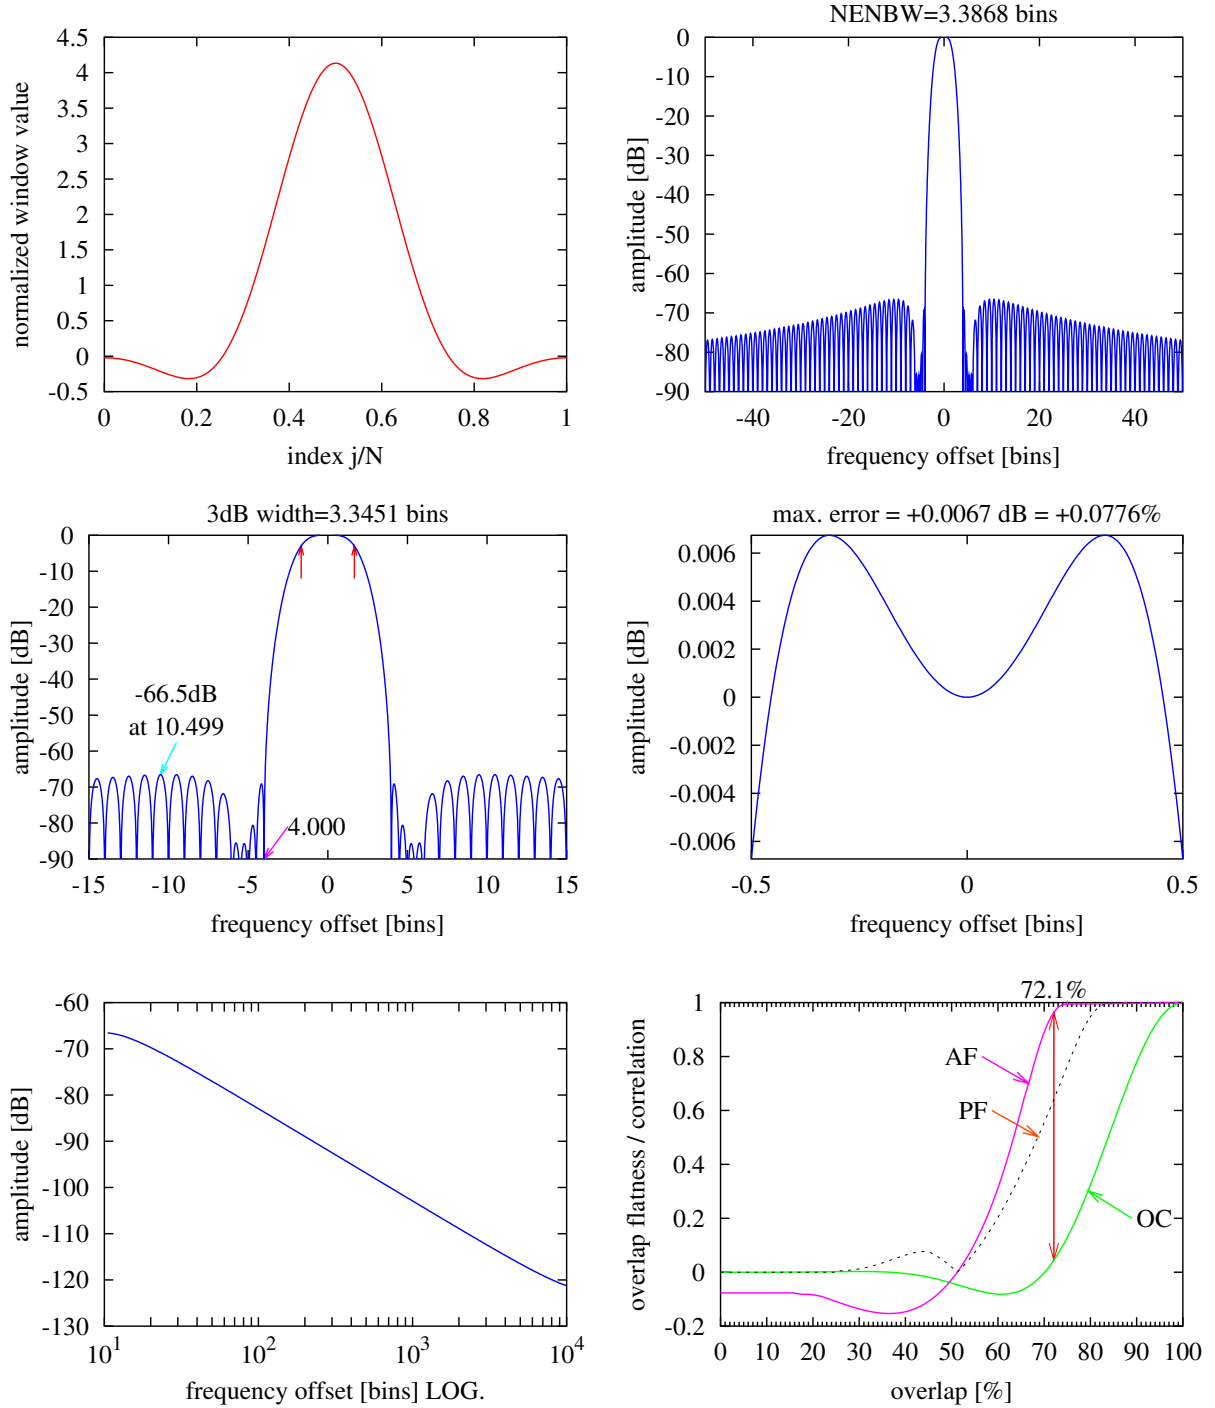 normalized window value
4.5
4
3.5
3
2.5
2
1.5
1
0.5
0
-0.5
0 0.2 0.4 0.6 0.8 1
index j/N
NENBW=3.3868 bins
amplitude [dB]
0
-10
-20
-30
-40
-50
-60
-70
-80
-90
-40 -20 0 20 40
frequency offset [bins]
3dB width=3.3451 bins
amplitude [dB]
0
-10
-20
-30
-40
-50
-60
-70
-80
-90
-66.5dB
at 10.499
4.000
-15 -10 -5 0 5 10 15
frequency offset [bins]
max. error = +0.0067 dB = +0.0776%
amplitude [dB]
0.006
0.004
0.002
0
-0.002
-0.004
-0.006
-0.5 0 0.5
frequency offset [bins]
amplitude [dB]
-60
-70
-80
-90
-100
-110
-120
-130
10¹ 10² 10³ 10⁴
frequency offset [bins] LOG.
72.1%
overlap flatness / correlation
1
0.8
0.6
0.4
0.2
0
-0.2
AF
PF
OC
0 10 20 30 40 50 60 70 80 90 100
overlap [%]